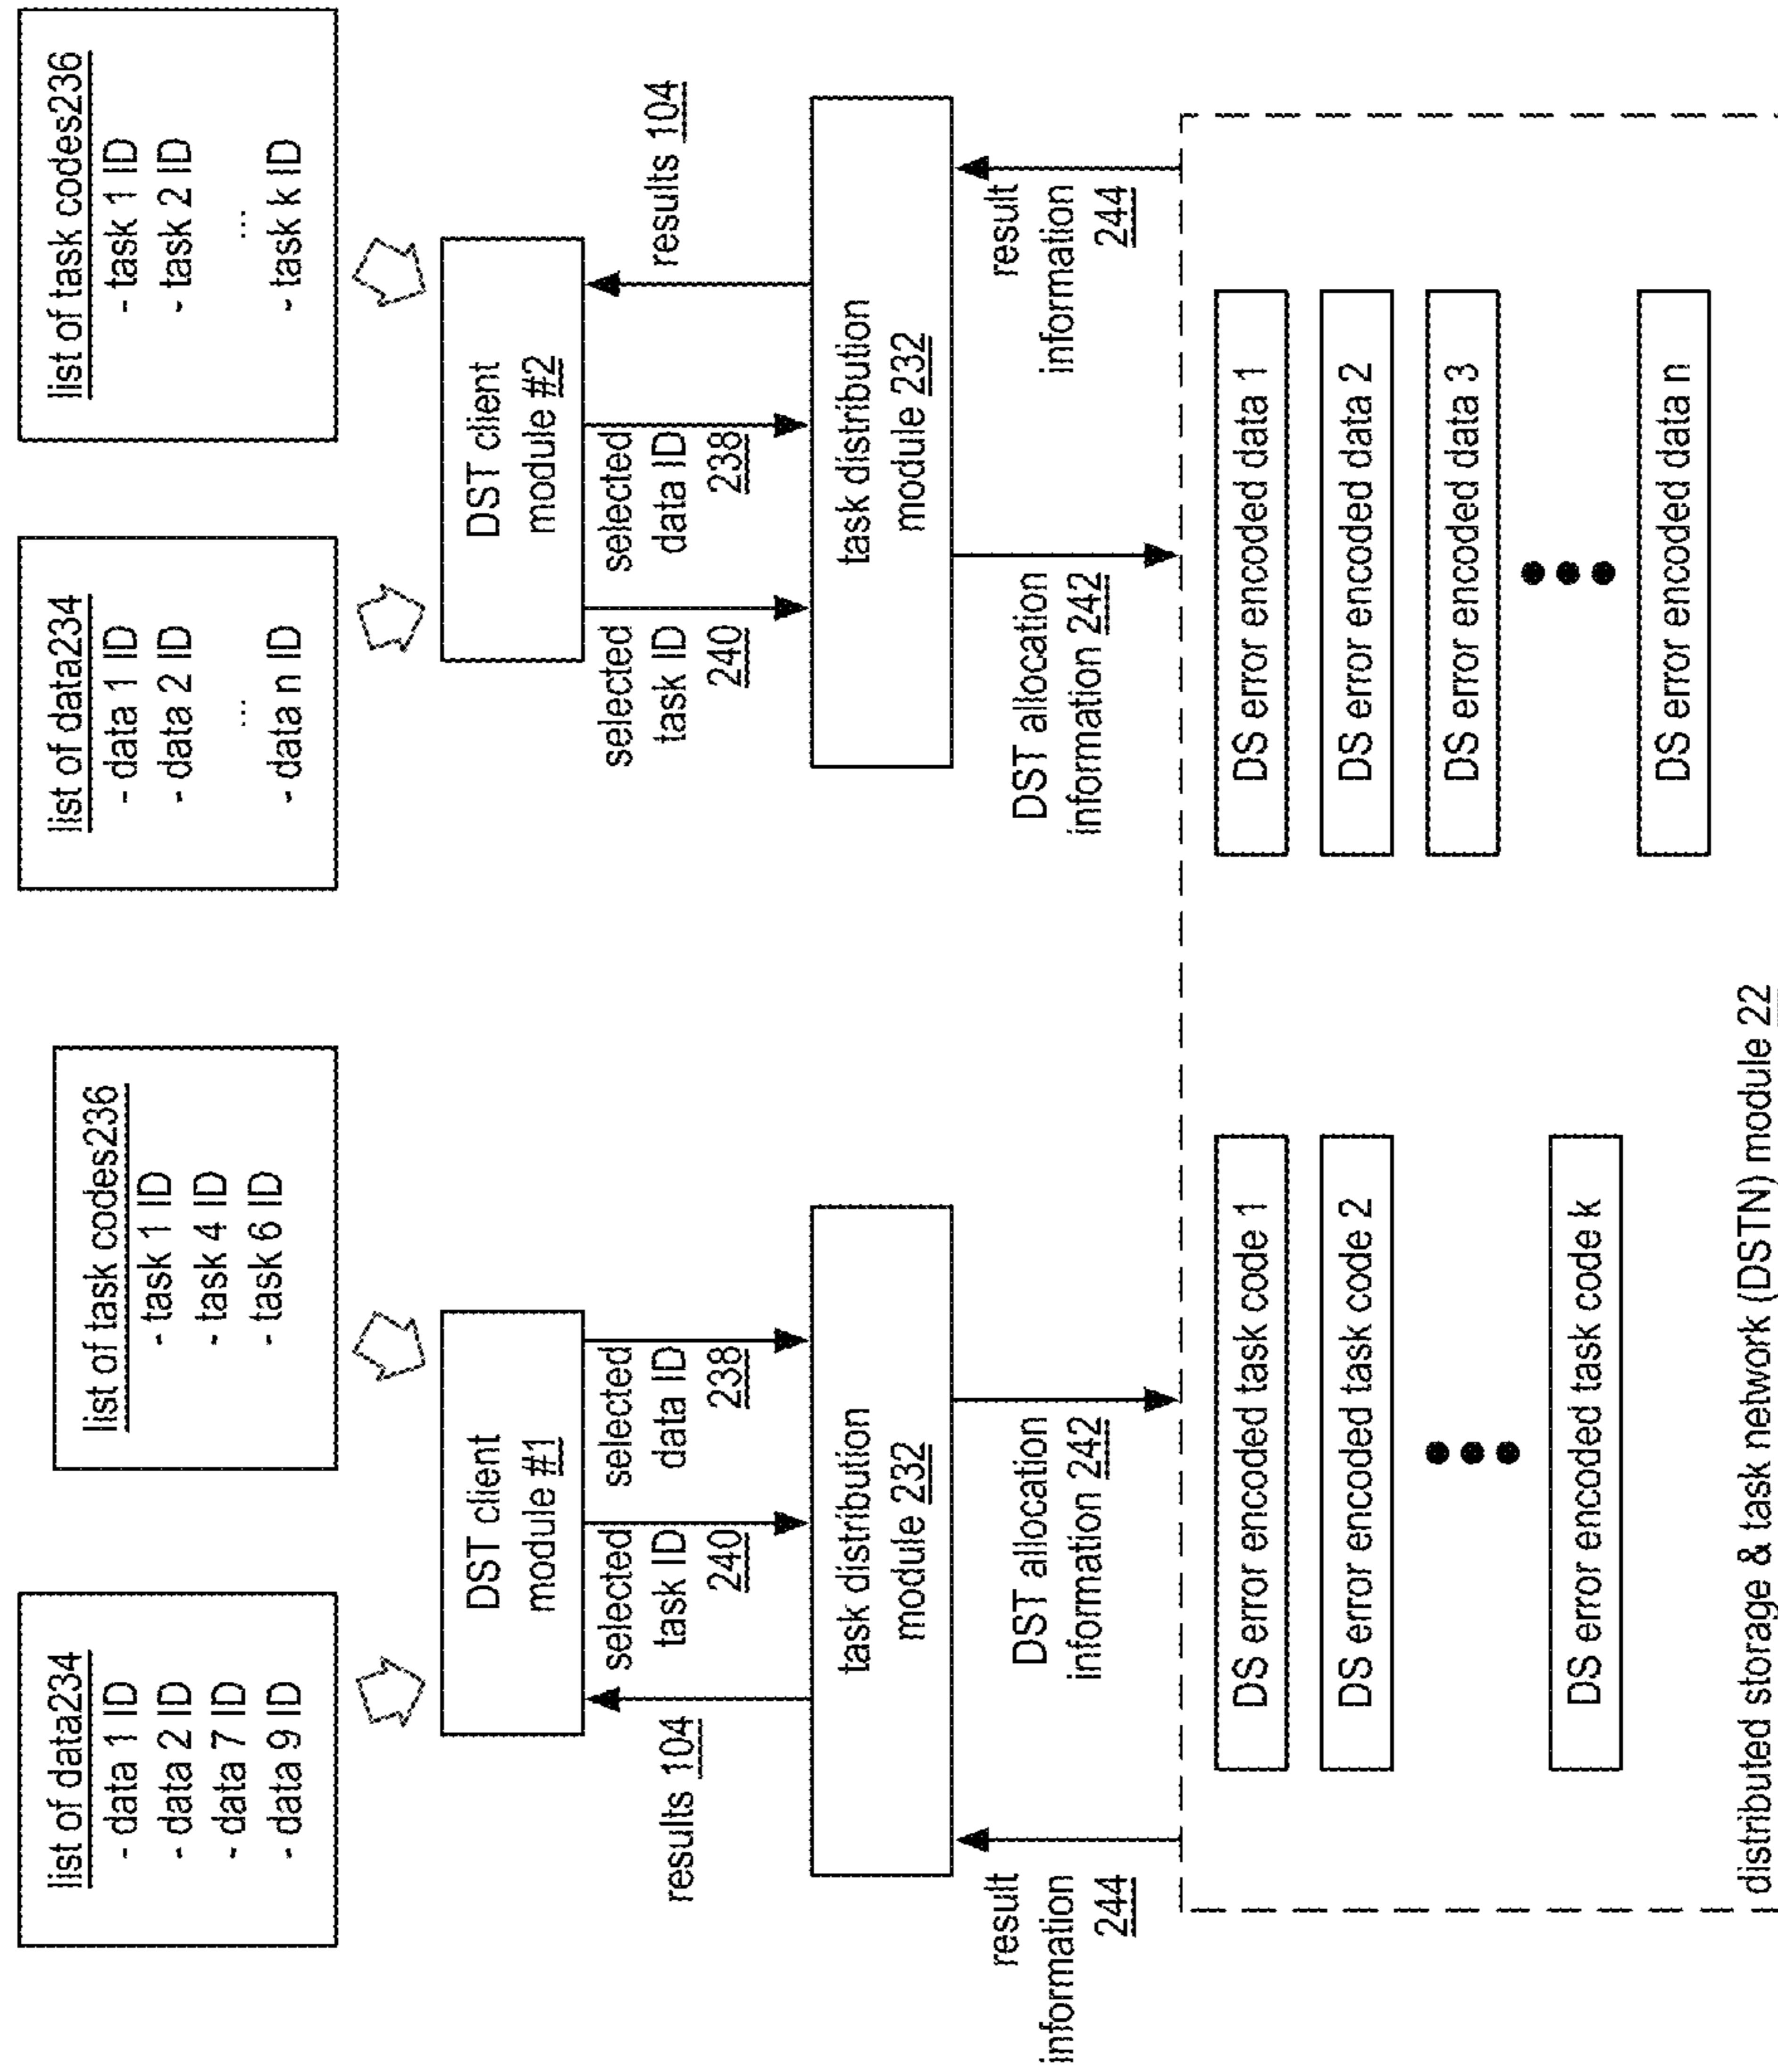 list of data234
- data 1 ID
- data 2 ID
- data 7 ID
- data 9 ID
list of task codes236
- task 1 ID
- task 4 ID
- task 6 ID
list of data234
- data 1 ID
- data 2 ID
...
- data n ID
list of task codes236
- task 1 ID
- task 2 ID
...
- task k ID
DST client
module #1
DST client
module #2
results 104
selected
task ID
240
selected
data ID
238
selected
task ID
240
selected
data ID
238
results 104
task distribution
module 232
task distribution
module 232
result
information
244
DST allocation
information 242
DST allocation
information 242
result
information
244
DS error encoded task code 1
DS error encoded task code 2
DS error encoded task code k
DS error encoded data 1
DS error encoded data 2
DS error encoded data 3
DS error encoded data n
distributed storage & task network (DSTN) module 22